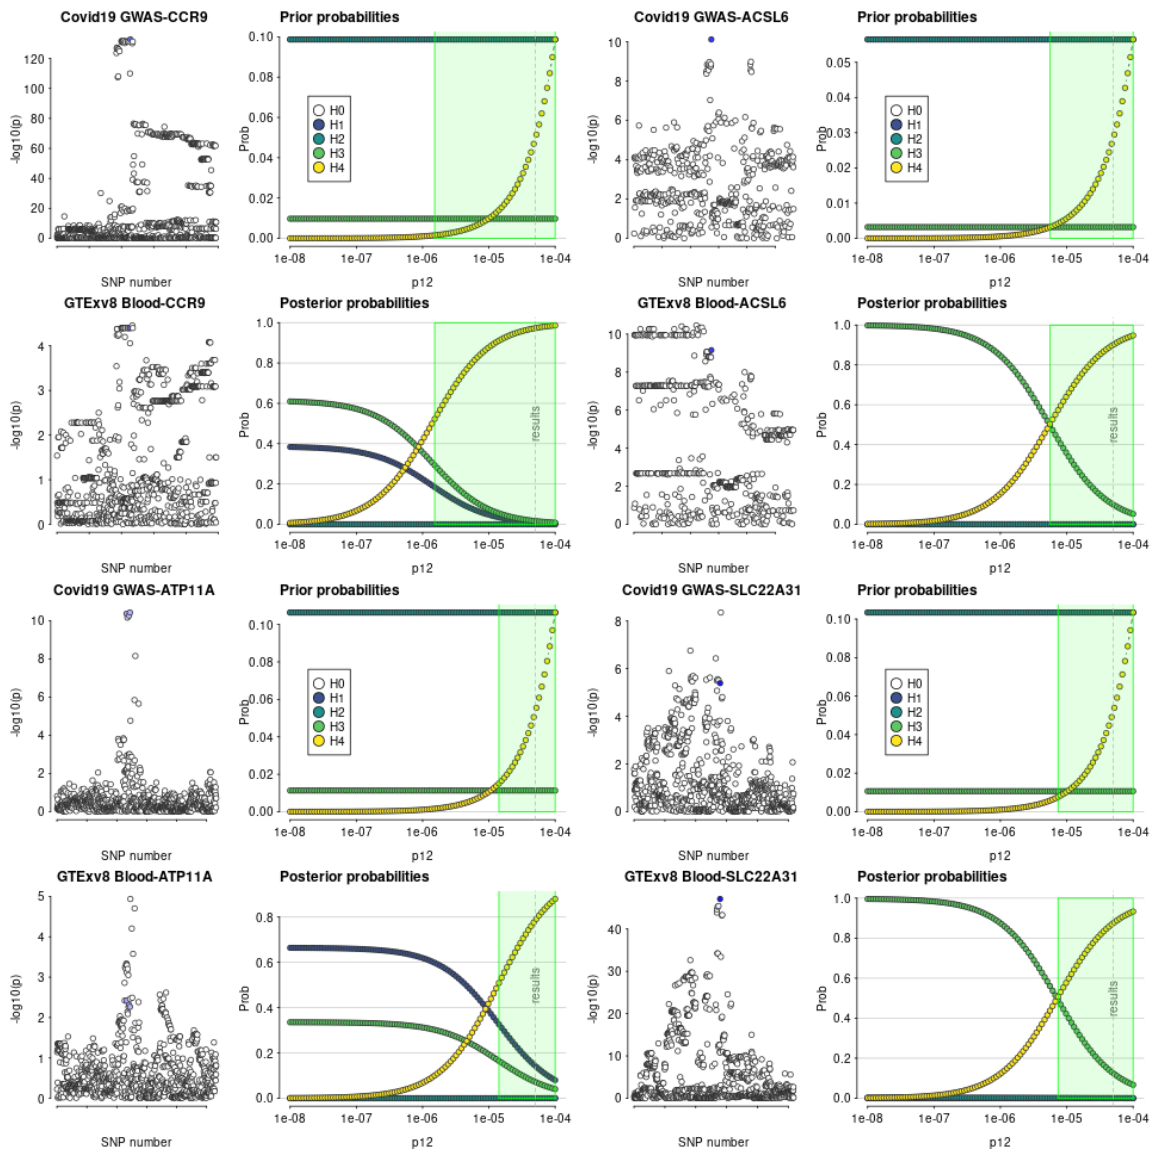 Covid19 GWAS-CCR9
Prior probabilities
-log10(p)
120
100
80
60
40
20
0
SNP number
Prob
0.10
0.08
0.06
0.04
0.02
0.00
H0
H1
H2
H3
H4
1e-08
1e-07
1e-06
1e-05
1e-04
p12
Covid19 GWAS-ACSL6
Prior probabilities
-log10(p)
10
8
6
4
2
0
SNP number
Prob
0.05
0.04
0.03
0.02
0.01
0.00
H0
H1
H2
H3
H4
1e-08
1e-07
1e-06
1e-05
1e-04
p12
GTExv8 Blood-CCR9
Posterior probabilities
-log10(p)
4
3
2
1
0
SNP number
Prob
1.0
0.8
0.6
0.4
0.2
0.0
results
1e-08
1e-07
1e-06
1e-05
1e-04
p12
GTExv8 Blood-ACSL6
Posterior probabilities
-log10(p)
10
8
6
4
2
0
SNP number
Prob
1.0
0.8
0.6
0.4
0.2
0.0
results
1e-08
1e-07
1e-06
1e-05
1e-04
p12
Covid19 GWAS-ATP11A
Prior probabilities
-log10(p)
10
8
6
4
2
0
SNP number
Prob
0.10
0.08
0.06
0.04
0.02
0.00
H0
H1
H2
H3
H4
1e-08
1e-07
1e-06
1e-05
1e-04
p12
Covid19 GWAS-SLC22A31
Prior probabilities
-log10(p)
8
6
4
2
0
SNP number
Prob
0.10
0.08
0.06
0.04
0.02
0.00
H0
H1
H2
H3
H4
1e-08
1e-07
1e-06
1e-05
1e-04
p12
GTExv8 Blood-ATP11A
Posterior probabilities
-log10(p)
5
4
3
2
1
0
SNP number
Prob
0.8
0.6
0.4
0.2
0.0
results
1e-08
1e-07
1e-06
1e-05
1e-04
p12
GTExv8 Blood-SLC22A31
Posterior probabilities
-log10(p)
40
30
20
10
0
SNP number
Prob
1.0
0.8
0.6
0.4
0.2
0.0
results
1e-08
1e-07
1e-06
1e-05
1e-04
p12